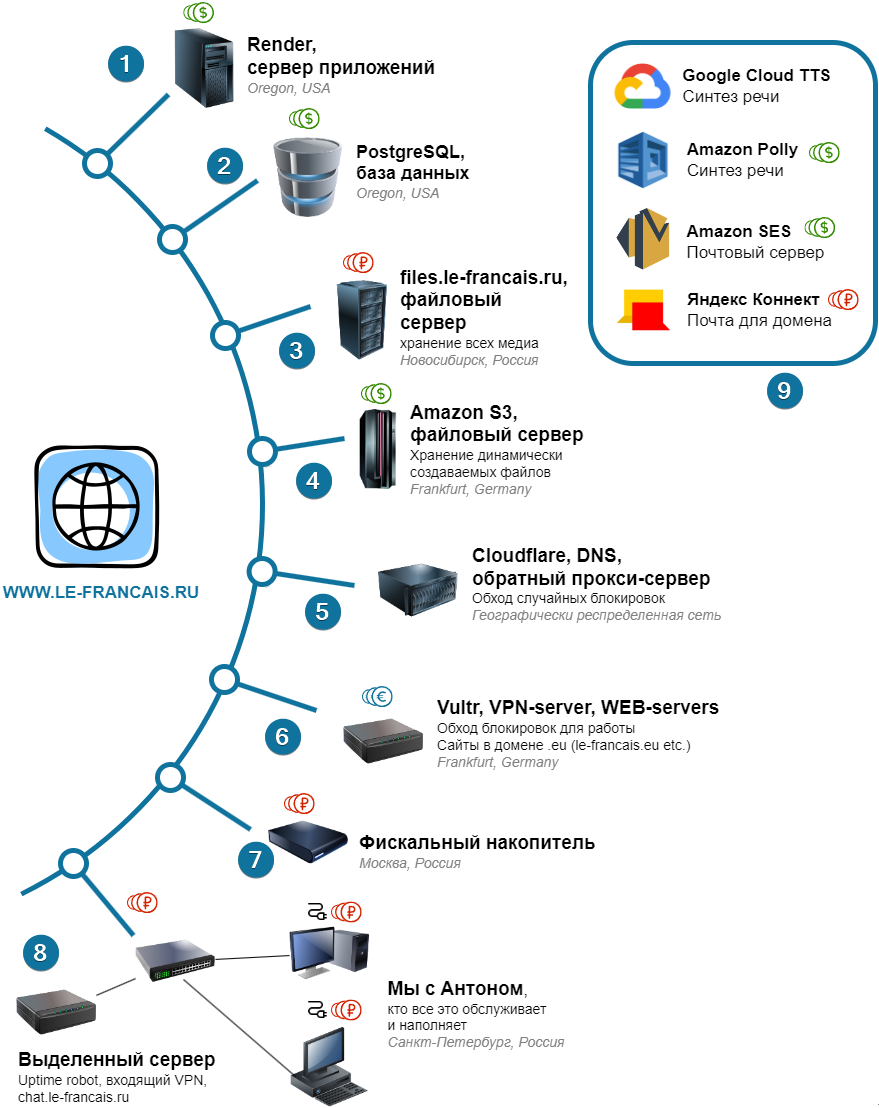 1
Render,
сервер приложений
Oregon, USA
2
PostgreSQL,
база данных
Oregon, USA
3
files.le-francais.ru,
файловый
сервер
хранение всех медиа
Новосибирск, Россия
4
Amazon S3,
файловый сервер
Хранение динамически
создаваемых файлов
Frankfurt, Germany
WWW.LE-FRANCAIS.RU
5
Cloudflare, DNS,
обратный прокси-сервер
Обход случайных блокировок
Географически респределенная сеть
6
Vultr, VPN-server, WEB-servers
Обход блокировок для работы
Сайты в домене .eu (le-francais.eu etc.)
Frankfurt, Germany
7
Фискальный накопитель
Москва, Россия
8
Выделенный сервер
Uptime robot, входящий VPN,
chat.le-francais.ru
Мы с Антоном,
кто все это обслуживает
и наполняет
Санкт-Петербург, Россия
Google Cloud TTS
Синтез речи
Amazon Polly
Синтез речи
Amazon SES
Почтовый сервер
Яндекс Коннект
Почта для домена
9